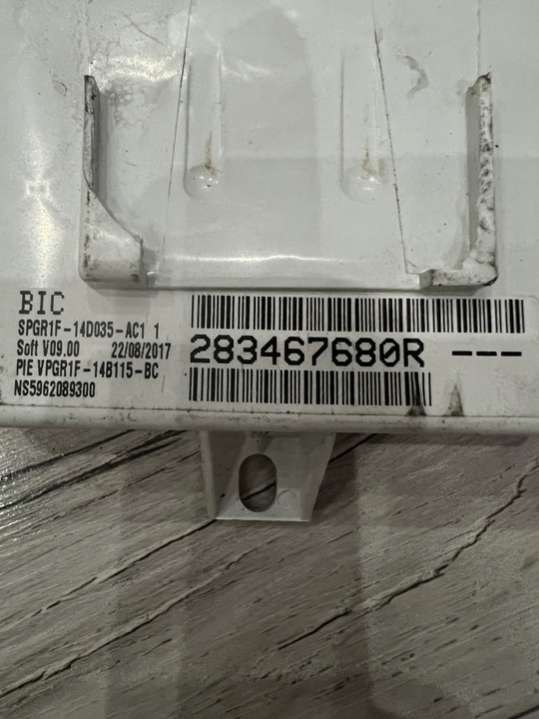 BIC
SPGR1F-14D035-AC1 1
Soft V09.00 22/08/2017
PIE VPGR1F-14B115-BC
NS5962089300
283467680R ---